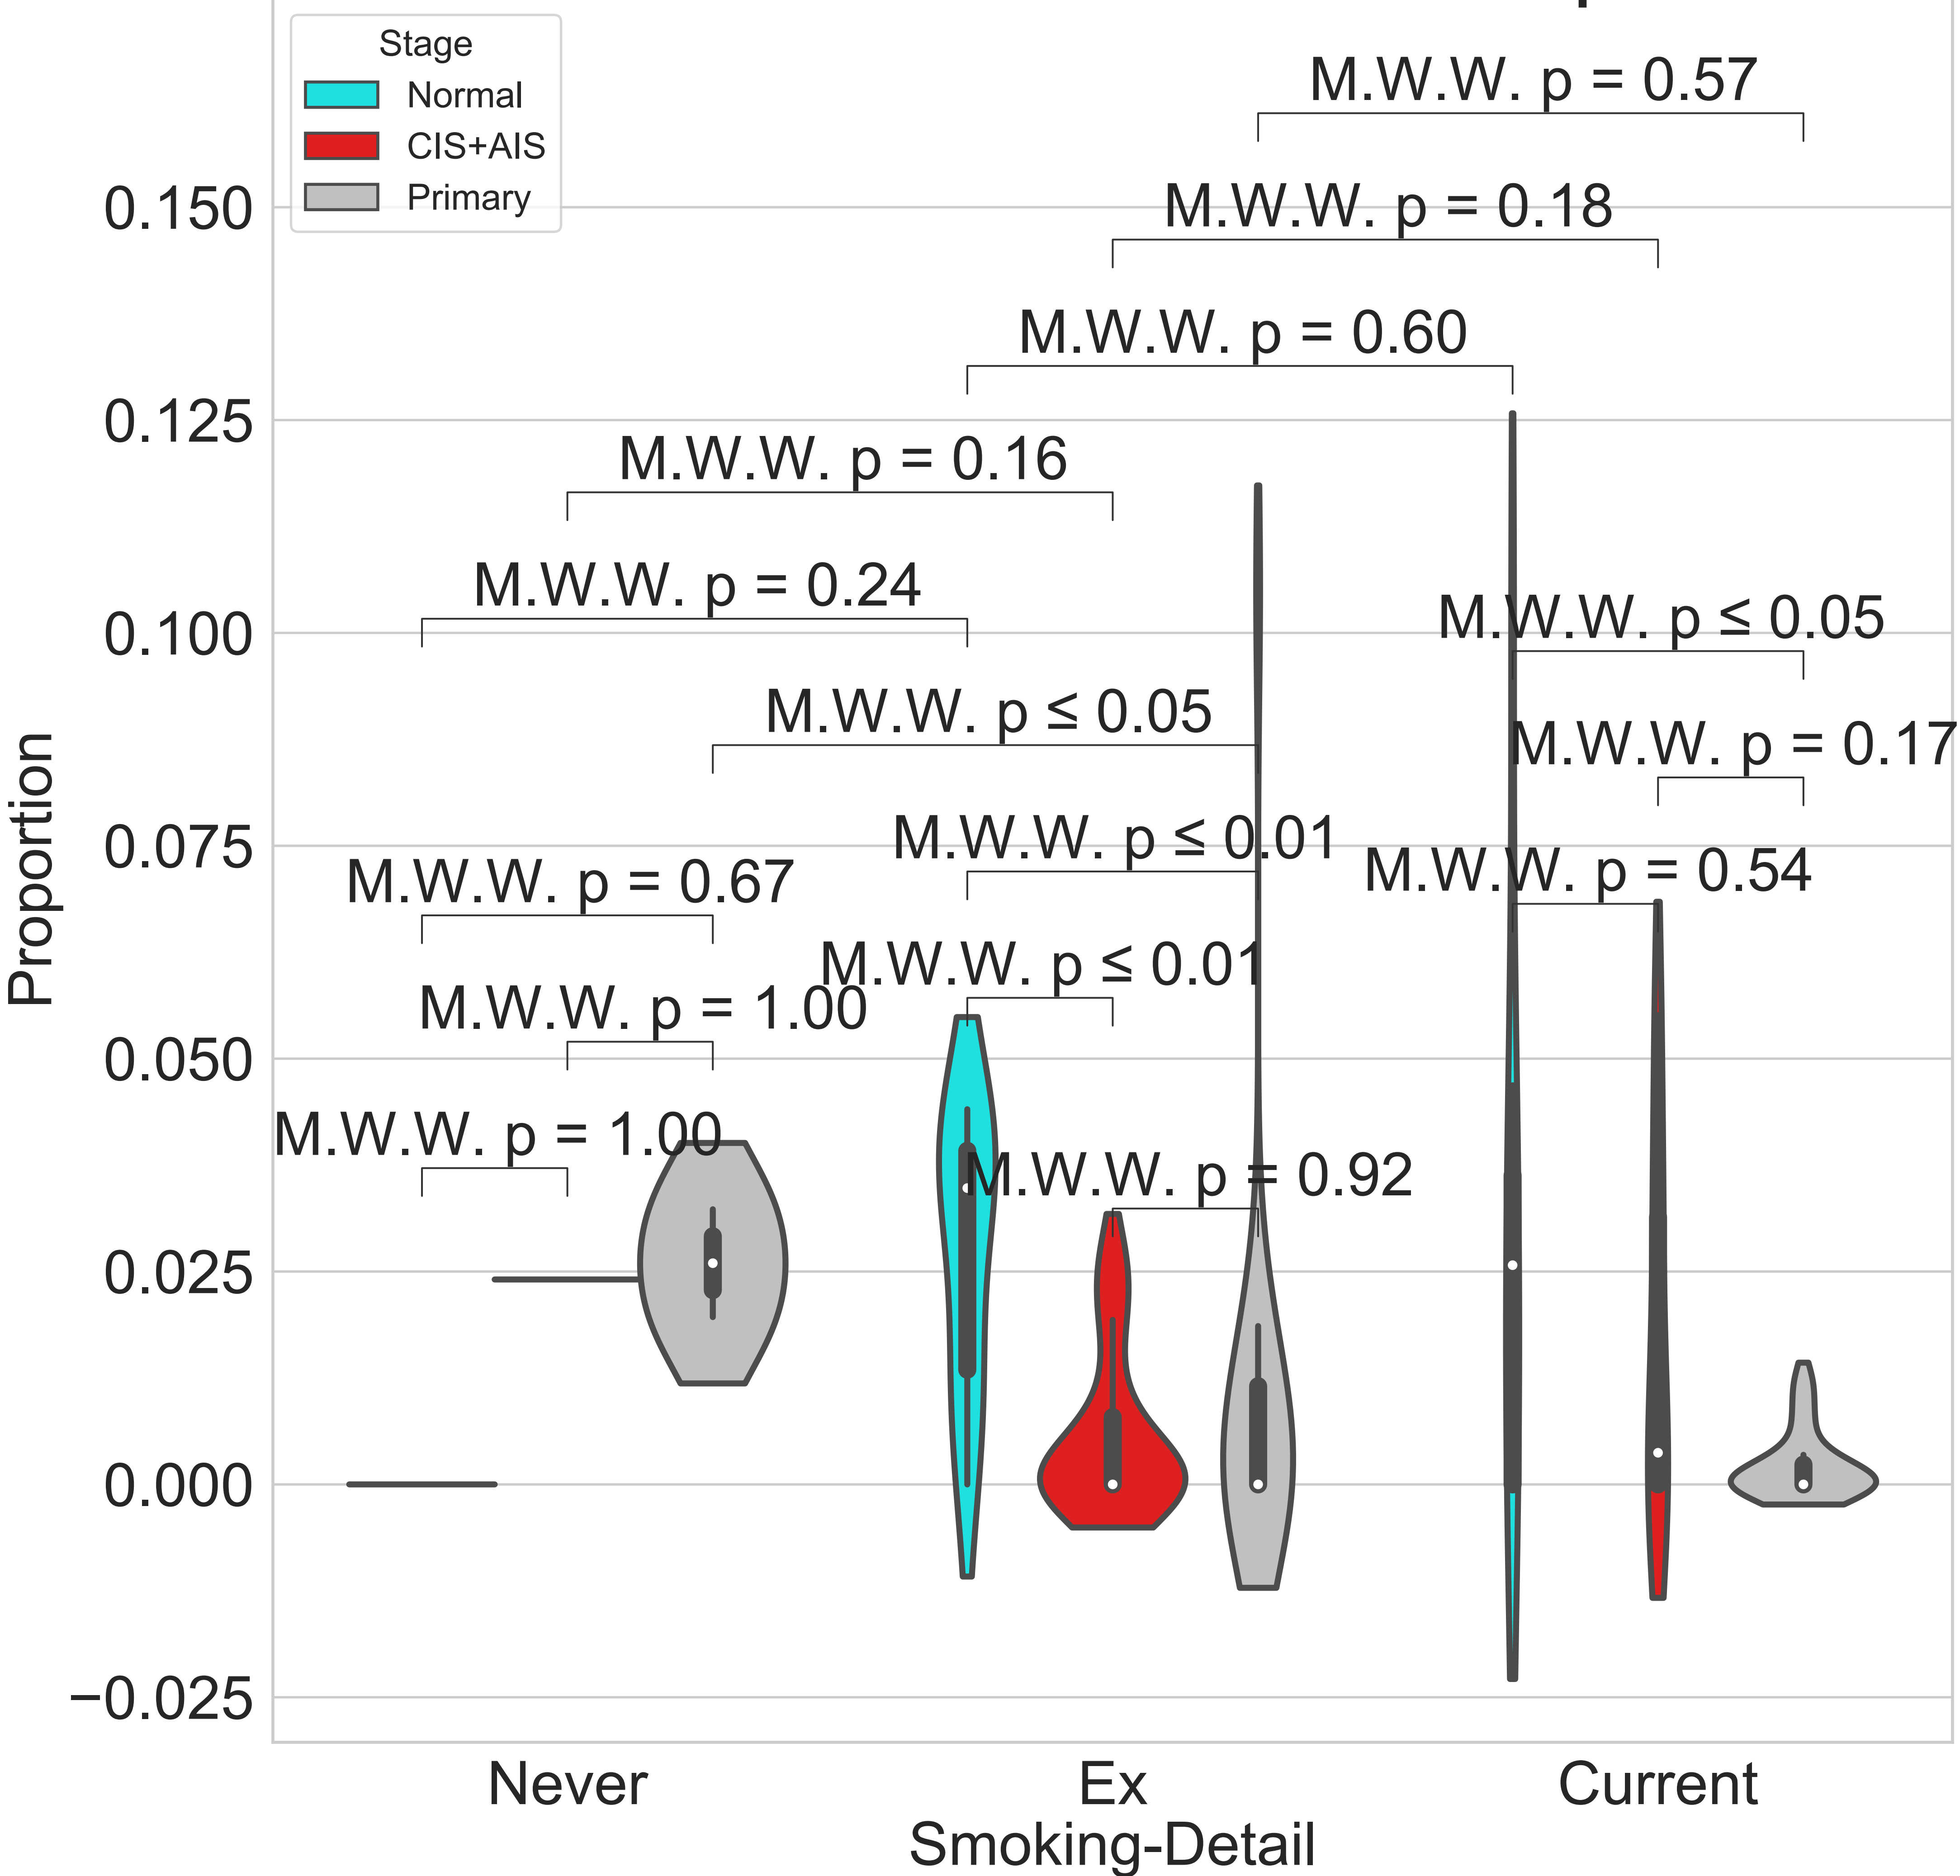 Stage
Normal
CIS+AIS
Primary
M.W.W. p = 0.57
M.W.W. p = 0.18
M.W.W. p = 0.60
M.W.W. p = 0.16
M.W.W. p = 0.24
M.W.W. p ≤ 0.05
M.W.W. p ≤ 0.05
M.W.W. p = 0.17
M.W.W. p ≤ 0.01
M.W.W. p = 0.67
M.W.W. p = 0.54
M.W.W. p ≤ 0.01
M.W.W. p = 1.00
M.W.W. p = 1.00
M.W.W. p = 0.92
0.150
0.125
0.100
0.075
0.050
0.025
0.000
−0.025
Proportion
Never
Ex
Current
Smoking-Detail